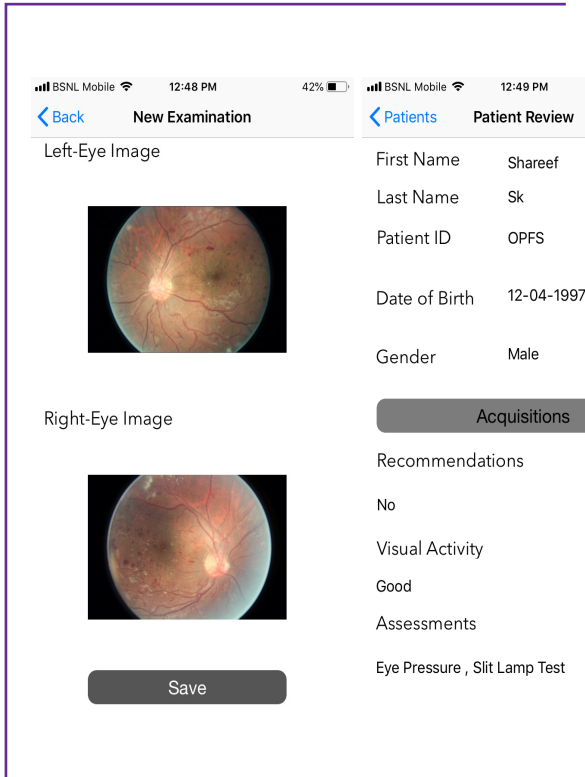 BSNL Mobile 12:48 PM 42%
Back New Examination
Left-Eye Image
Right-Eye Image
Save
BSNL Mobile 12:49 PM
Patients Patient Review
First Name Shareef
Last Name Sk
Patient ID OPFS
Date of Birth 12-04-1997
Gender Male
Acquisitions
Recommendations
No
Visual Activity
Good
Assessments
Eye Pressure , Slit Lamp Test